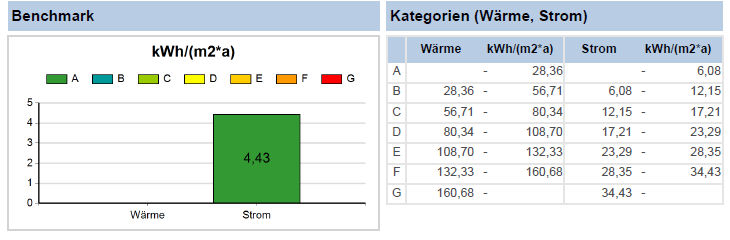 Benchmark
kWh/(m2*a)
A B C D E F G
5
4
3
2
1
0
4,43
Wärme Strom
Kategorien (Wärme, Strom)
Wärme kWh/(m2*a) Strom kWh/(m2*a)
A - 28,36 - 6,08
B 28,36 - 56,71 6,08 - 12,15
C 56,71 - 80,34 12,15 - 17,21
D 80,34 - 108,70 17,21 - 23,29
E 108,70 - 132,33 23,29 - 28,35
F 132,33 - 160,68 28,35 - 34,43
G 160,68 - 34,43 -